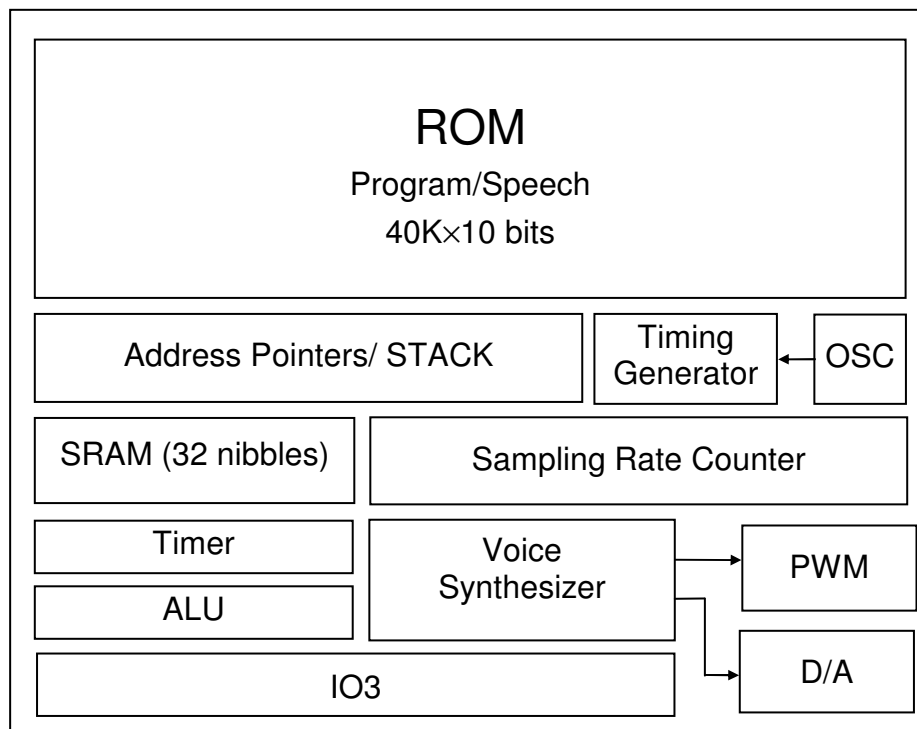 ROM
Program/Speech
40K×10 bits
Address Pointers/ STACK
Timing
Generator
OSC
SRAM (32 nibbles)
Sampling Rate Counter
Timer
Voice
Synthesizer
PWM
ALU
IO3
D/A